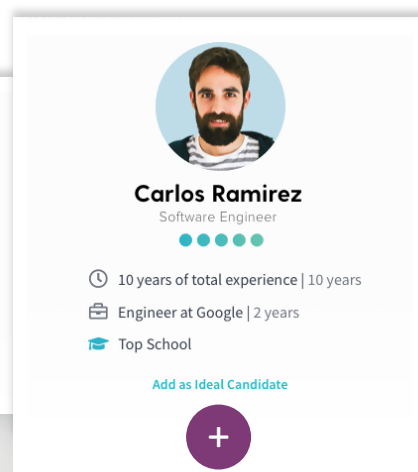 Carlos Ramirez
Software Engineer
10 years of total experience | 10 years
Engineer at Google | 2 years
Top School
Add as Ideal Candidate
+